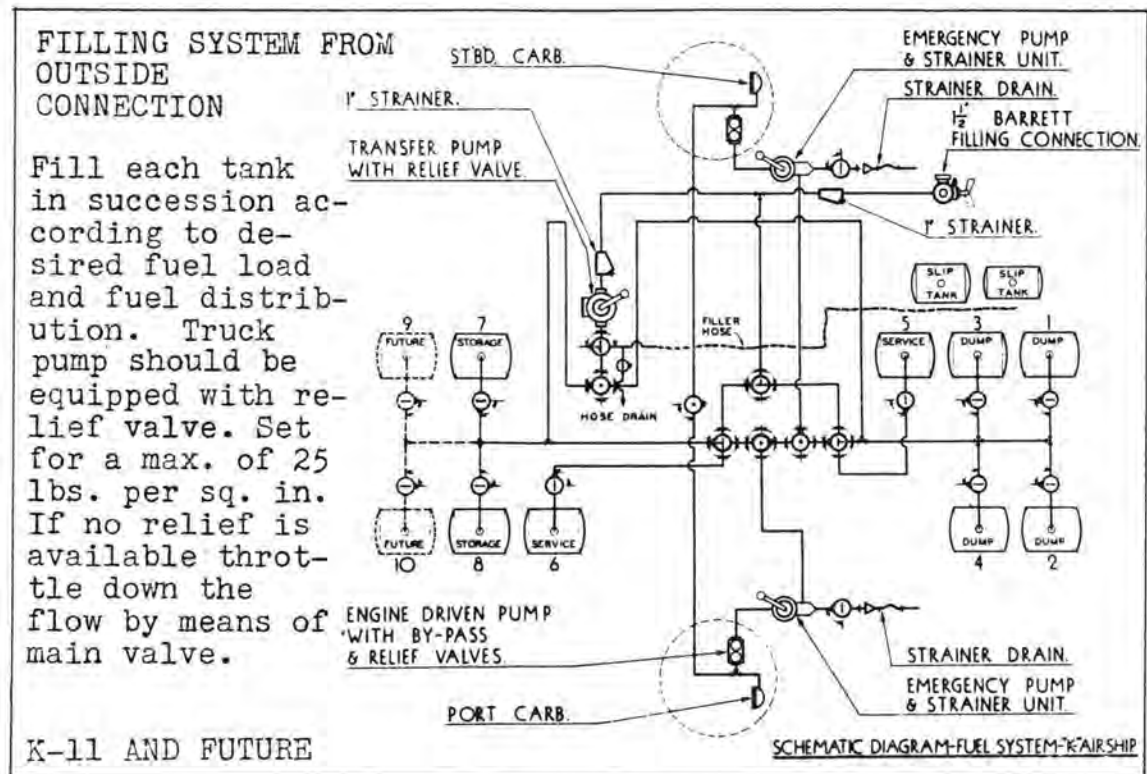 FILLING SYSTEM FROM
OUTSIDE
CONNECTION
Fill each tank
in succession ac-
cording to de-
sired fuel load
and fuel distrib-
ution. Truck
pump should be
equipped with re-
lief valve. Set
for a max. of 25
lbs. per sq. in.
If no relief is
available throt-
tle down the
flow by means of
main valve.
K-11 AND FUTURE
STBD. CARB.
1" STRAINER.
TRANSFER PUMP
WITH RELIEF VALVE.
EMERGENCY PUMP
& STRAINER UNIT.
STRAINER DRAIN.
1½" BARRETT
FILLING CONNECTION.
1" STRAINER.
SLIP
TANK
SLIP
TANK
FILLER
HOSE
HOSE DRAIN
9
FUTURE
7
STORAGE
5
SERVICE
3
DUMP
1
DUMP
FUTURE
10
STORAGE
8
SERVICE
6
DUMP
4
DUMP
2
ENGINE DRIVEN PUMP
WITH BY-PASS
& RELIEF VALVES.
PORT CARB.
STRAINER DRAIN.
EMERGENCY PUMP
& STRAINER UNIT.
SCHEMATIC DIAGRAM-FUEL SYSTEM-"K"AIRSHIP